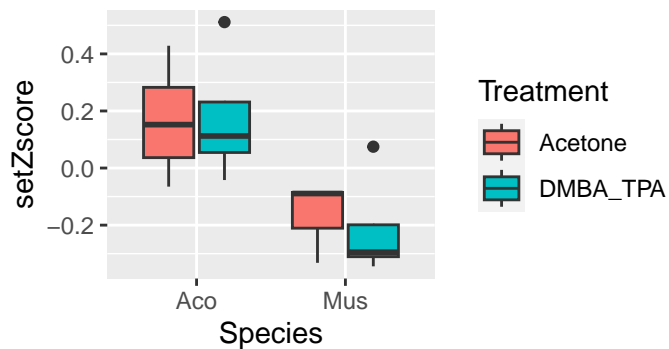 setZscore
0.4
0.2
0.0
−0.2
Aco
Mus
Species
Treatment
Acetone
DMBA_TPA